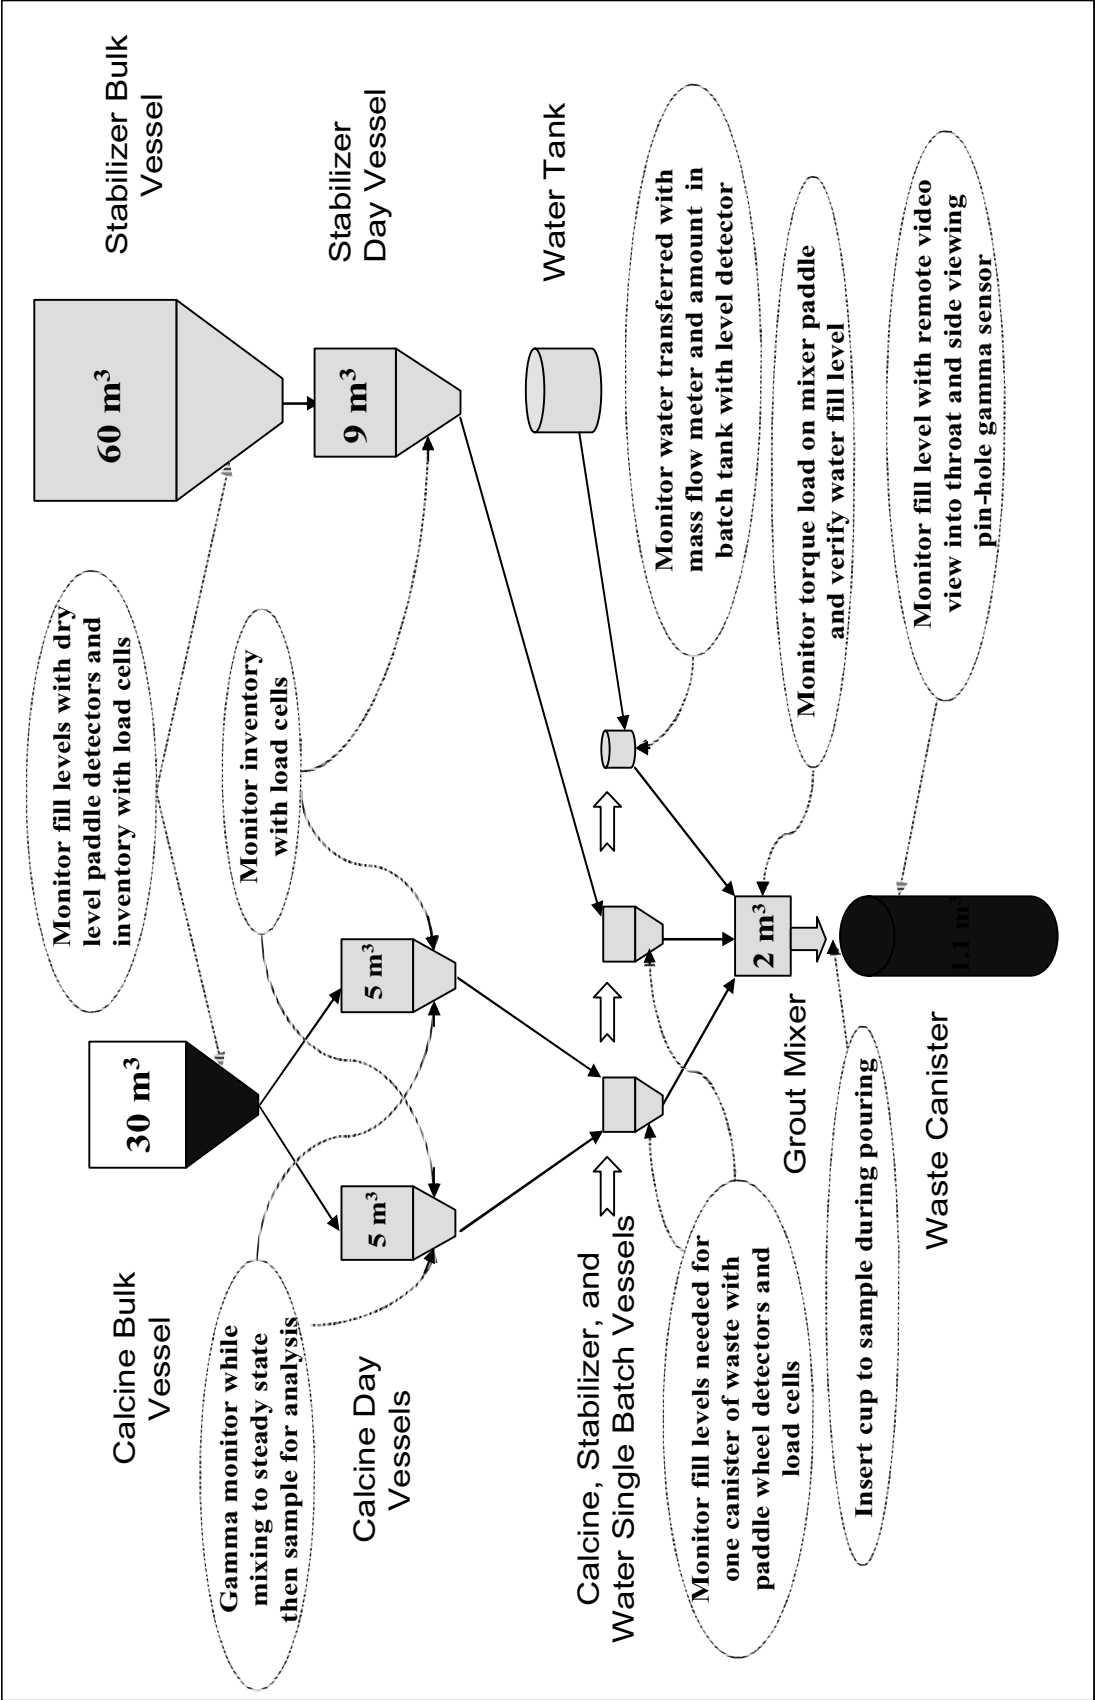 Calcine Bulk
Vessel
30 m³
Monitor fill levels with dry
level paddle detectors and
inventory with load cells
60 m³
Stabilizer Bulk
Vessel
Gamma monitor while
mixing to steady state
then sample for analysis
Monitor inventory
with load cells
Calcine Day
Vessels
5 m³
5 m³
9 m³
Stabilizer
Day Vessel
Water Tank
Calcine, Stabilizer, and
Water Single Batch Vessels
Monitor water transferred with
mass flow meter and amount in
batch tank with level detector
Monitor fill levels needed for
one canister of waste with
paddle wheel detectors and
load cells
Grout Mixer
2 m³
Monitor torque load on mixer paddle
and verify water fill level
Insert cup to sample during pouring
Waste Canister
1.1 m³
Monitor fill level with remote video
view into throat and side viewing
pin-hole gamma sensor